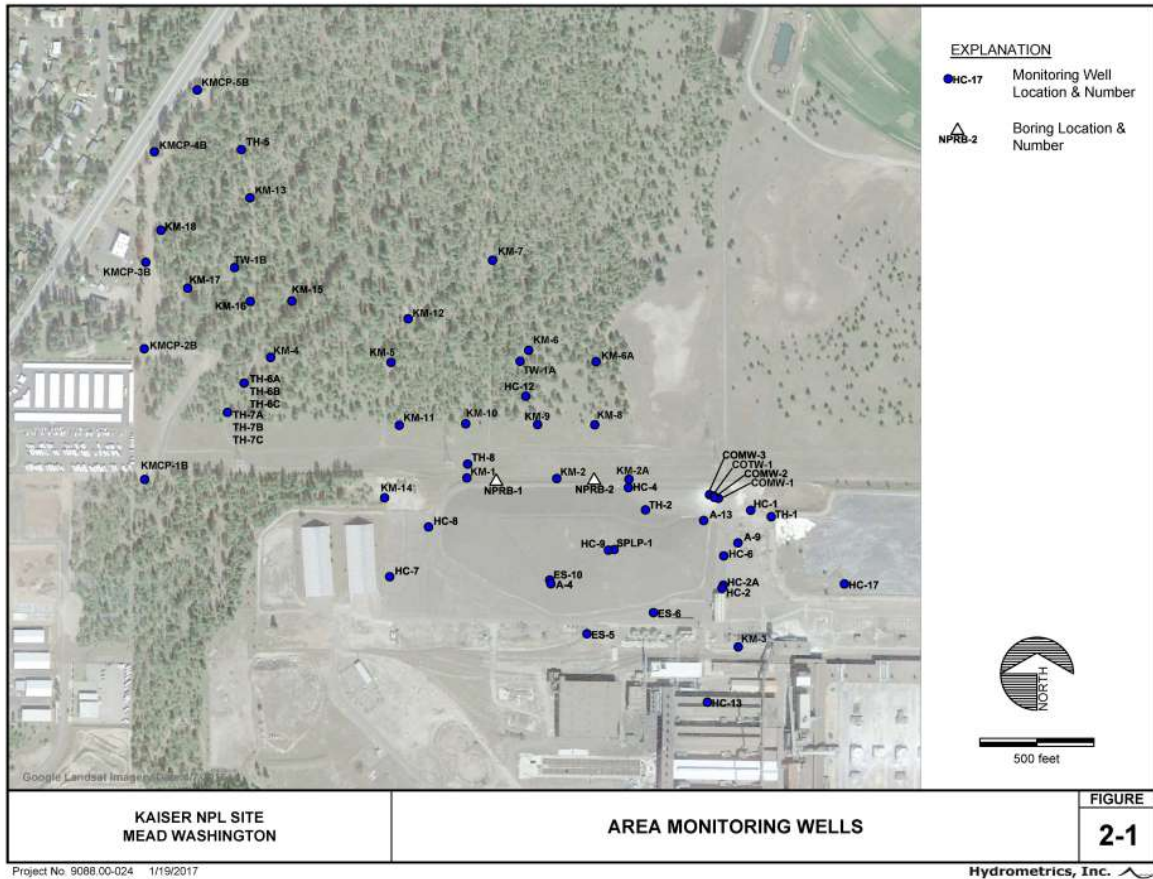 EXPLANATION
HC-17
Monitoring Well
Location & Number
NPRB-2
Boring Location &
Number
KMCP-5B
KMCP-4B
TH-5
KM-13
KM-18
KMCP-3B
TW-1B
KM-7
KM-17
KM-16
KM-15
KM-12
KMCP-2B
KM-4
KM-5
KM-6
TW-1A
KM-6A
TH-6A
TH-6B
TH-6C
HC-12
TH-7A
TH-7B
TH-7C
KM-11
KM-10
KM-9
KM-8
KMCP-1B
TH-8
KM-1
NPRB-1
KM-2
NPRB-2
KM-2A
HC-4
COMW-3
COTW-1
COMW-2
COMW-1
KM-14
TH-2
A-13
HC-1
TH-1
HC-8
HC-9
SPLP-1
A-9
HC-6
HC-7
ES-10
A-4
HC-2A
HC-2
HC-17
ES-6
ES-5
KM-3
HC-13
NORTH
500 feet
Google Landsat Imagery
KAISER NPL SITE
MEAD WASHINGTON
AREA MONITORING WELLS
FIGURE
2-1
Project No. 9088.00-024 1/19/2017
Hydrometrics, Inc.